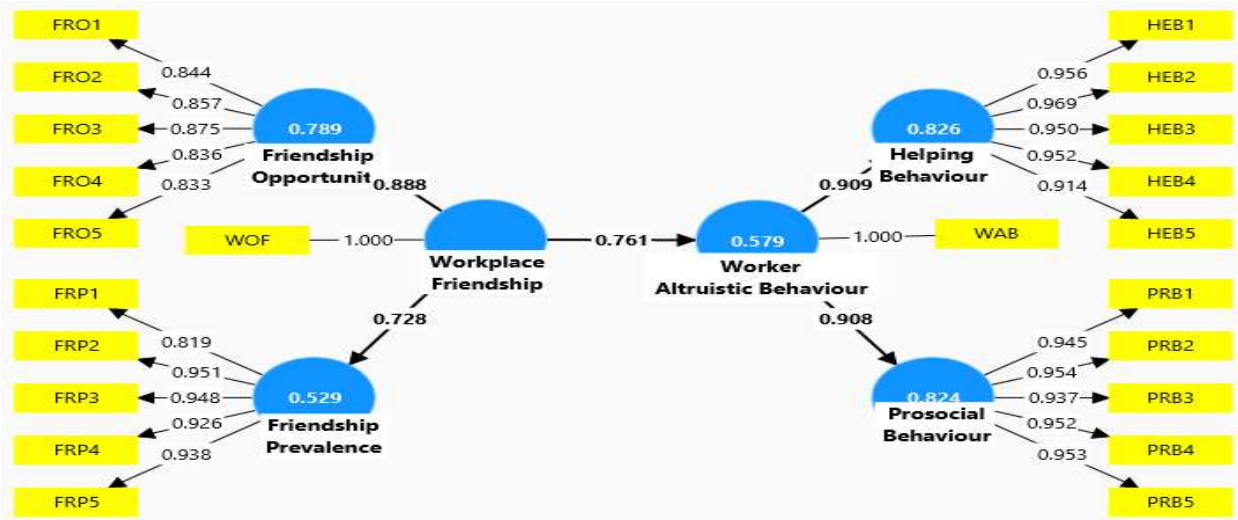 FRO1
FRO2
FRO3
FRO4
FRO5
0.844
0.857
0.875
0.836
0.833
0.789
Friendship
Opportunit
0.888
WOF
1.000
Workplace
Friendship
0.728
FRP1
FRP2
FRP3
FRP4
FRP5
0.819
0.951
0.948
0.926
0.938
0.529
Friendship
Prevalence
0.761
0.579
Worker
Altruistic Behaviour
1.000
WAB
0.909
0.826
Helping
Behaviour
0.956
0.969
0.950
0.952
0.914
HEB1
HEB2
HEB3
HEB4
HEB5
0.908
0.824
Prosocial
Behaviour
0.945
0.954
0.937
0.952
0.953
PRB1
PRB2
PRB3
PRB4
PRB5